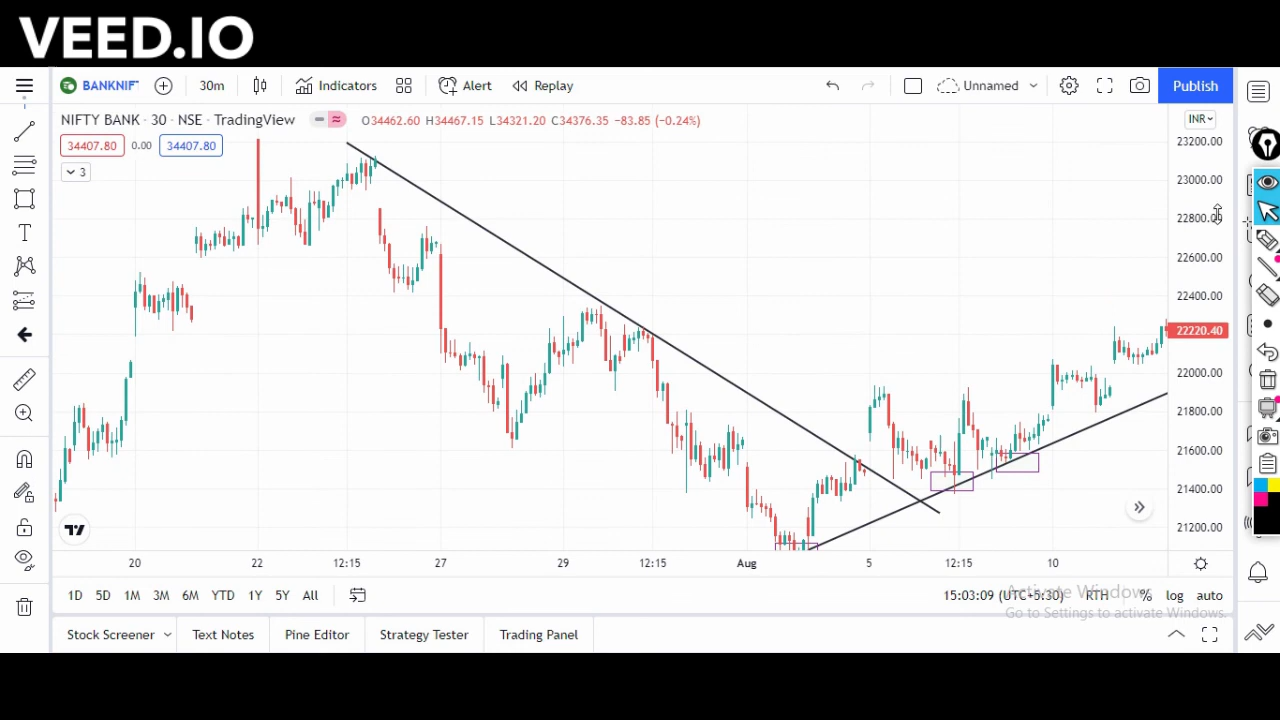 VEED.IO
BANKNIF
30m
Indicators
Alert
Replay
Unnamed
Publish
NIFTY BANK · 30 · NSE · TradingView
O34462.60 H34467.15 L34321.20 C34376.35 −83.85 (−0.24%)
INR
34407.80 0.00 34407.80
3
23200.00
23000.00
22800.00
22600.00
22400.00
22220.40
22000.00
21800.00
21600.00
21400.00
21200.00
20 22 12:15 27 29 12:15 Aug 5 12:15 10
1D 5D 1M 3M 6M YTD 1Y 5Y All
15:03:09 (UTC+5:30) RTH % log auto
Activate Windows
Go to Settings to activate Windows.
Stock Screener Text Notes Pine Editor Strategy Tester Trading Panel